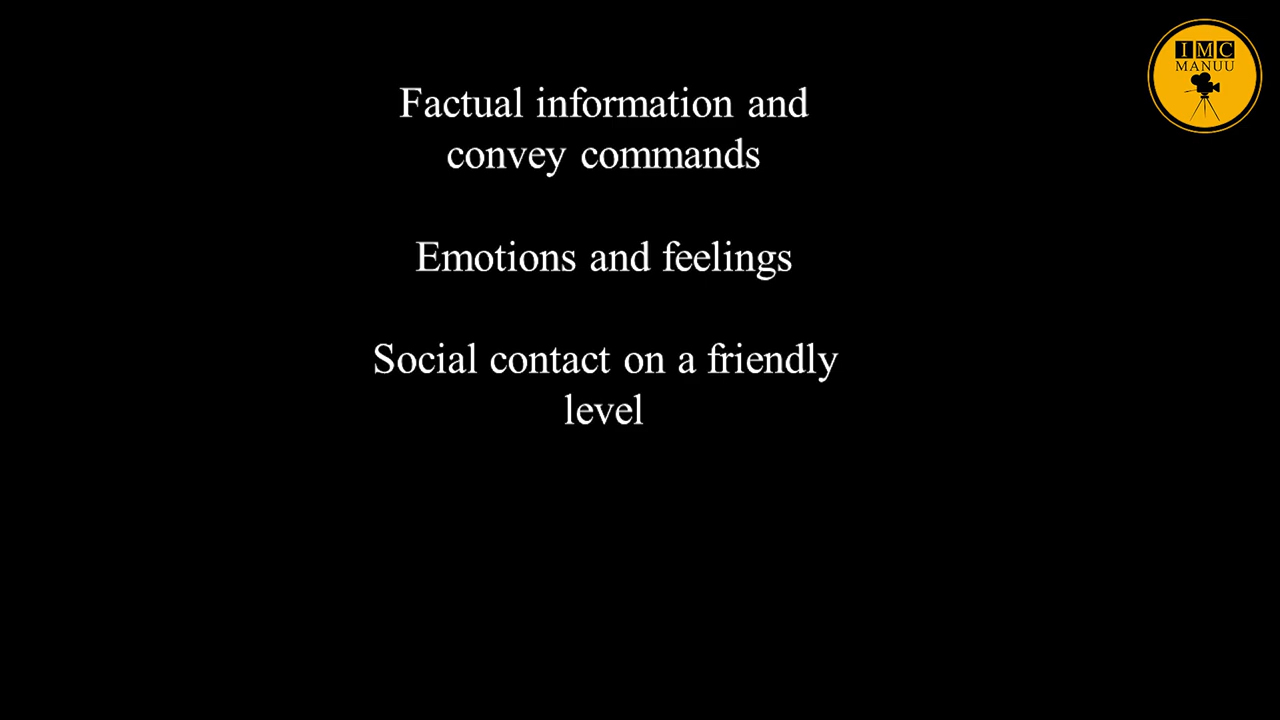 IMC
MANUU
Factual information and
convey commands
Emotions and feelings
Social contact on a friendly
level